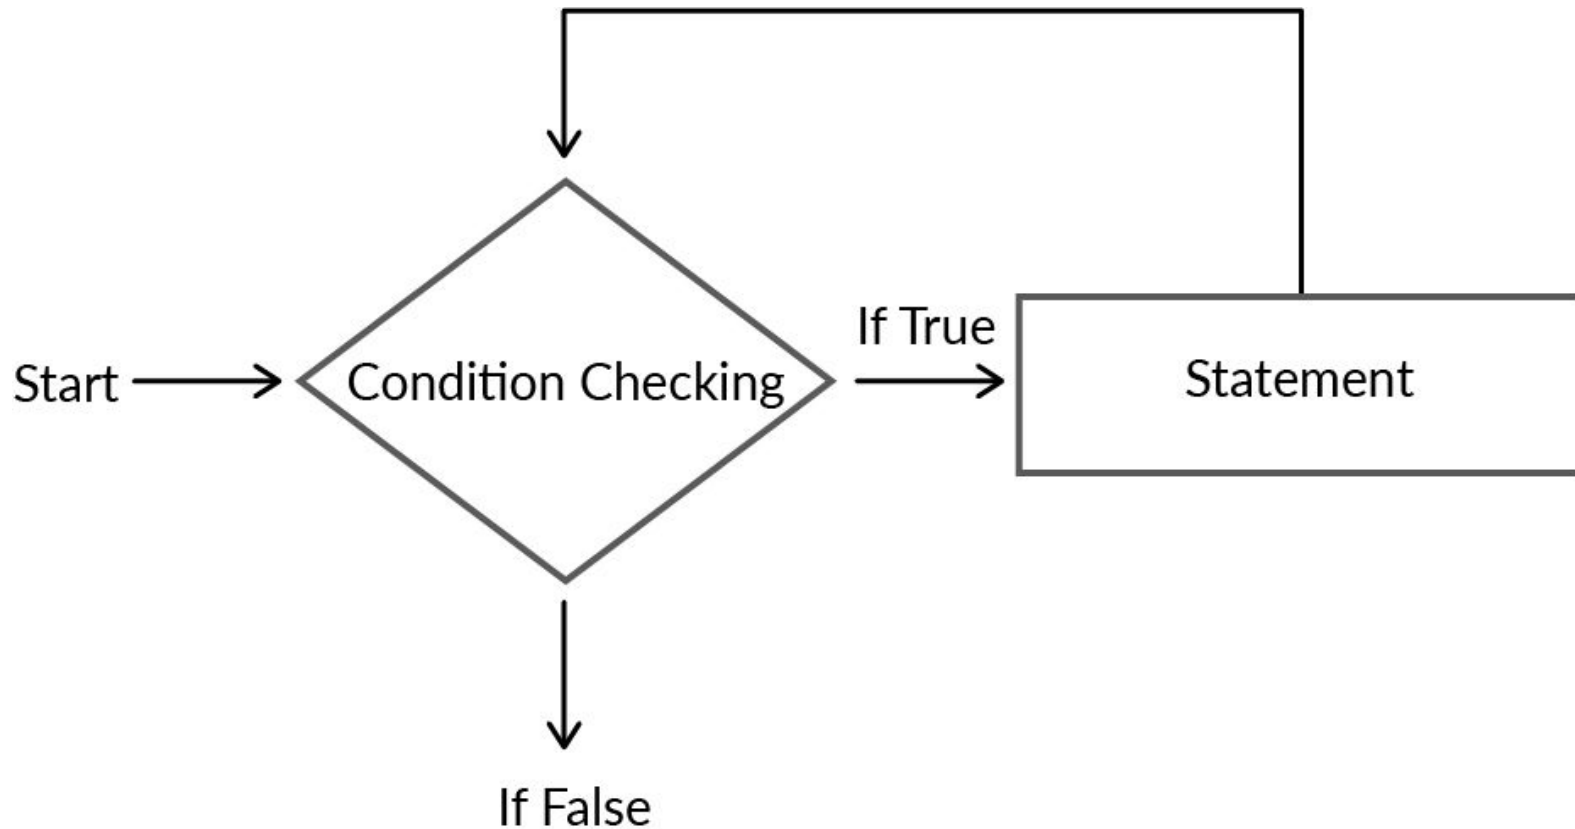 Start
Condition Checking
If True
Statement
If False